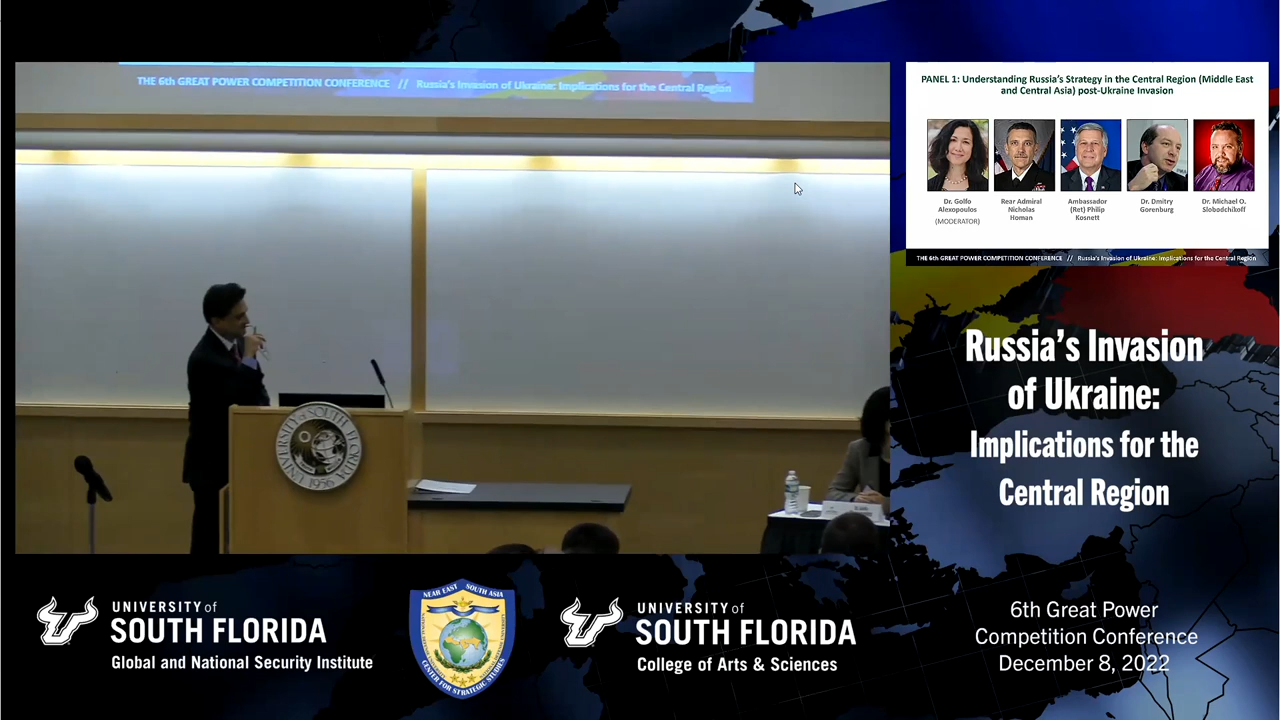 THE 6th GREAT POWER COMPETITION CONFERENCE // Russia's Invasion of Ukraine: Implications for the Central Region
UNIVERSITY of SOUTH FLORIDA
1956
PANEL 1: Understanding Russia's Strategy in the Central Region (Middle East
and Central Asia) post-Ukraine Invasion
Dr. Golfo
Alexopoulos
(MODERATOR)
Rear Admiral
Nicholas
Homan
Ambassador
(Ret) Philip
Kosnett
Dr. Dmitry
Gorenburg
Dr. Michael O.
Slobodchikoff
THE 6th GREAT POWER COMPETITION CONFERENCE // Russia's Invasion of Ukraine: Implications for the Central Region
Russia's Invasion
of Ukraine:
Implications for the
Central Region
UNIVERSITY of
SOUTH FLORIDA
Global and National Security Institute
NEAR EAST SOUTH ASIA
CENTER FOR STRATEGIC STUDIES
UNIVERSITY of
SOUTH FLORIDA
College of Arts & Sciences
6th Great Power
Competition Conference
December 8, 2022